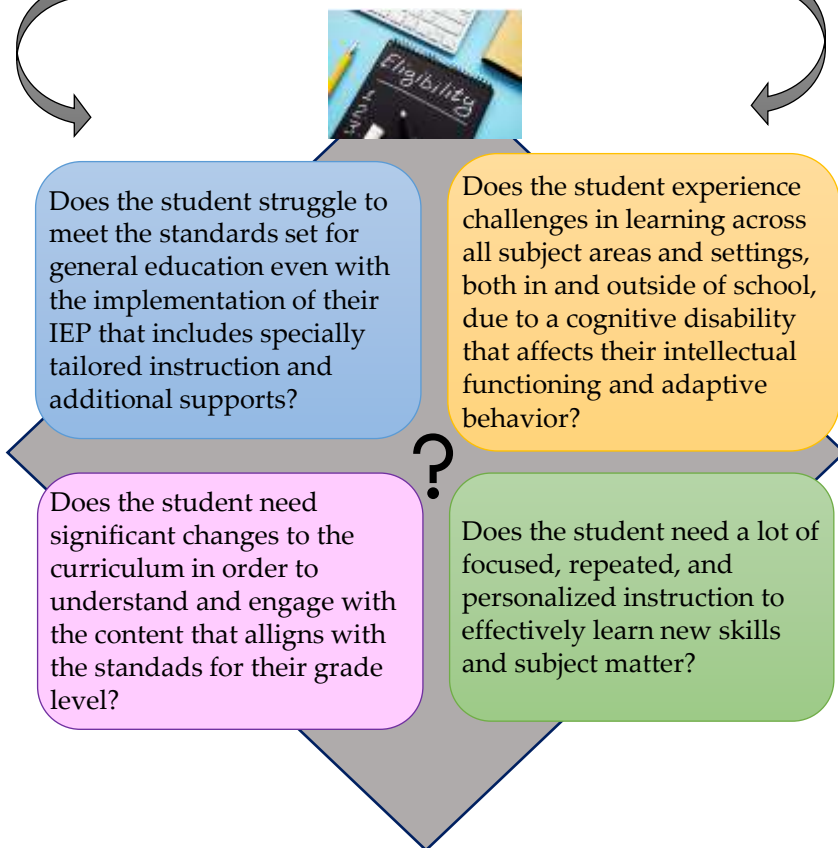 Eligibility
1
2
3
Does the student struggle to
meet the standards set for
general education even with
the implementation of their
IEP that includes specially
tailored instruction and
additional supports?
Does the student experience
challenges in learning across
all subject areas and settings,
both in and outside of school,
due to a cognitive disability
that affects their intellectual
functioning and adaptive
behavior?
?
Does the student need
significant changes to the
curriculum in order to
understand and engage with
the content that alligns with
the standads for their grade
level?
Does the student need a lot of
focused, repeated, and
personalized instruction to
effectively learn new skills
and subject matter?